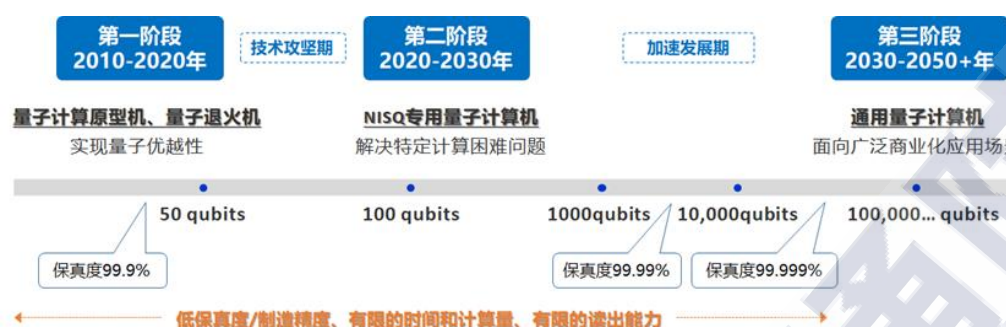 第一阶段
2010-2020年
技术攻坚期
第二阶段
2020-2030年
加速发展期
第三阶段
2030-2050+年
量子计算原型机、量子退火机
实现量子优越性
NISQ专用量子计算机
解决特定计算困难问题
通用量子计算机
面向广泛商业化应用场
50 qubits
100 qubits
1000qubits
10,000qubits
100,000... qubits
保真度99.9%
保真度99.99%
保真度99.999%
低保真度/制造精度、有限的时间和计算量、有限的读出能力